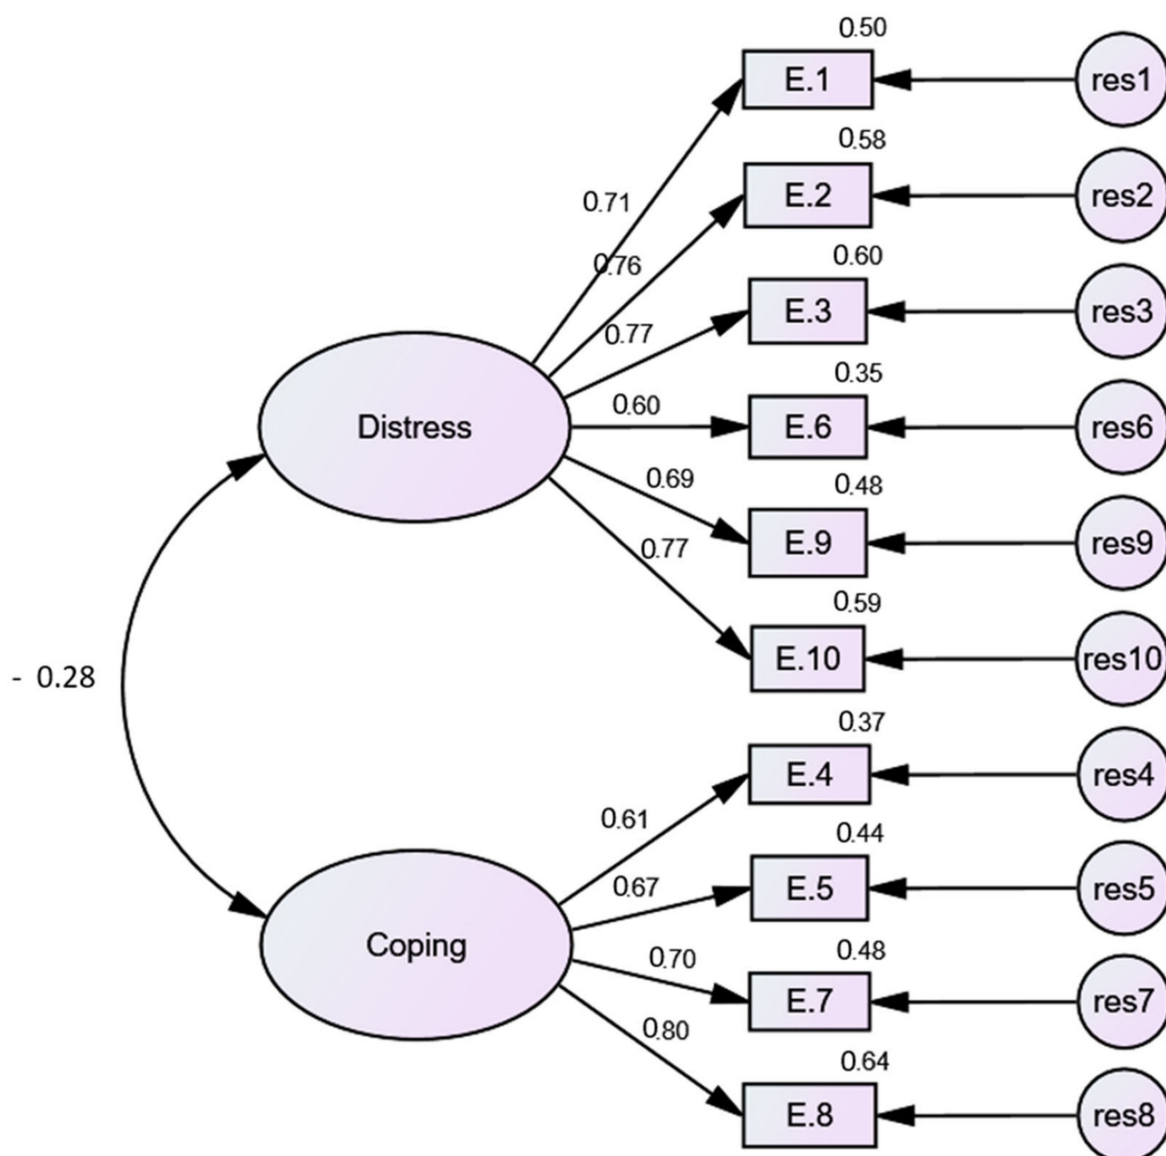 0.50
E.1
res1
0.58
0.71
E.2
res2
0.76
0.60
E.3
res3
0.77
0.35
Distress
0.60
E.6
res6
0.48
0.69
E.9
res9
0.77
0.59
E.10
res10
- 0.28
0.37
E.4
res4
0.61
0.44
0.67
E.5
res5
Coping
0.70
0.48
E.7
res7
0.80
0.64
E.8
res8